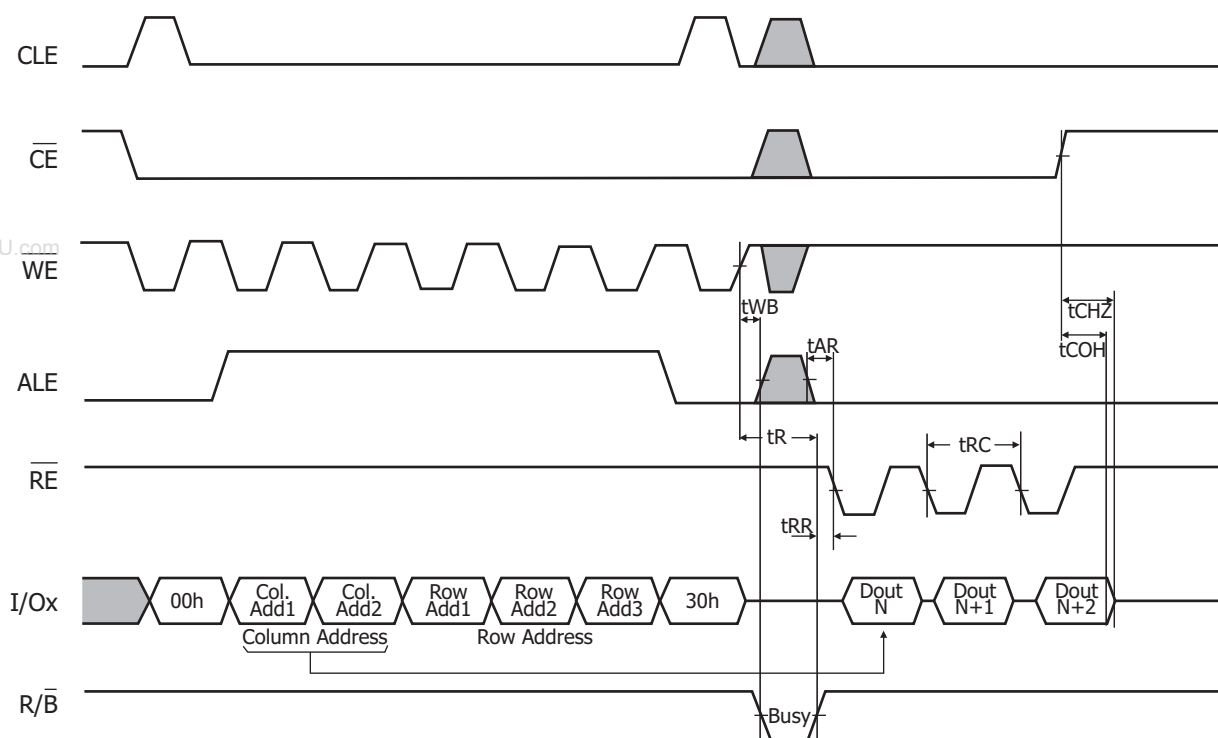 CLE
CE
U.com
WE
tWB
tCHZ
tCOH
tAR
ALE
tR
tRC
RE
tRR
I/Ox
00h
Col.
Add1
Col.
Add2
Row
Add1
Row
Add2
Row
Add3
30h
Dout
N
Dout
N+1
Dout
N+2
Column Address
Row Address
R/B̅
Busy